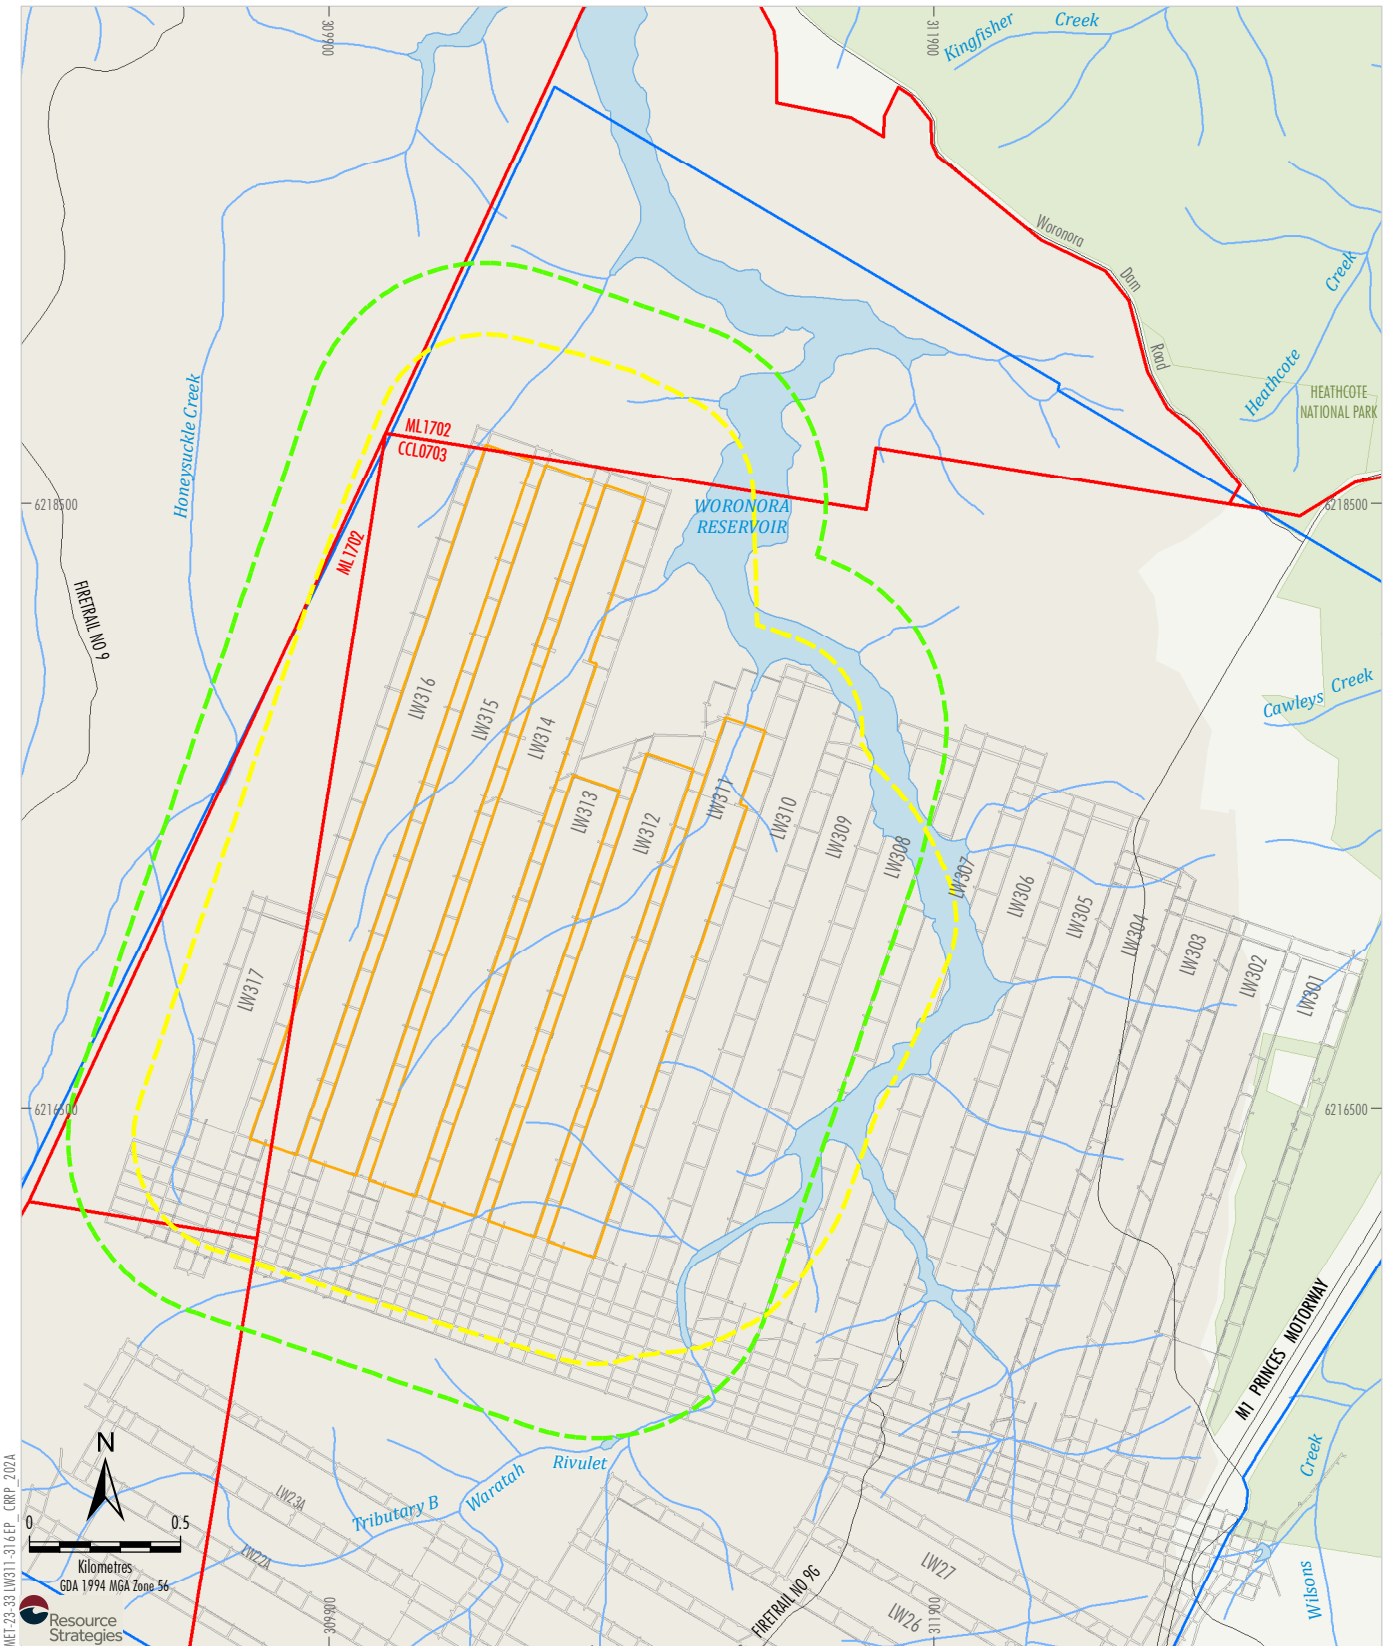 309900
311900
Kingfisher Creek
Woronora Dam Road
Heathcote Creek
HEATHCOTE
NATIONAL PARK
Honeysuckle Creek
ML1702
CCL0703
ML1702
6218500
WORONORA
RESERVOIR
6218500
FIRETRAIL NO 9
Cawleys Creek
LW316
LW315
LW314
LW313
LW312
LW311
LW310
LW309
LW308
LW307
LW306
LW305
LW304
LW303
LW302
LW301
LW317
6216500
6216500
M1 PRINCES MOTORWAY
N
Rivulet
Waratah
Tributary B
LW23A
LW22A
Creek
Wilsons
0 0.5
Kilometres
GDA 1994 MGA Zone 56
FIRETRAIL NO 9G
LW27
LW26
309900
311900
Resource
Strategies
MET-23-33 LW311-316 EP_ CRRP_202A